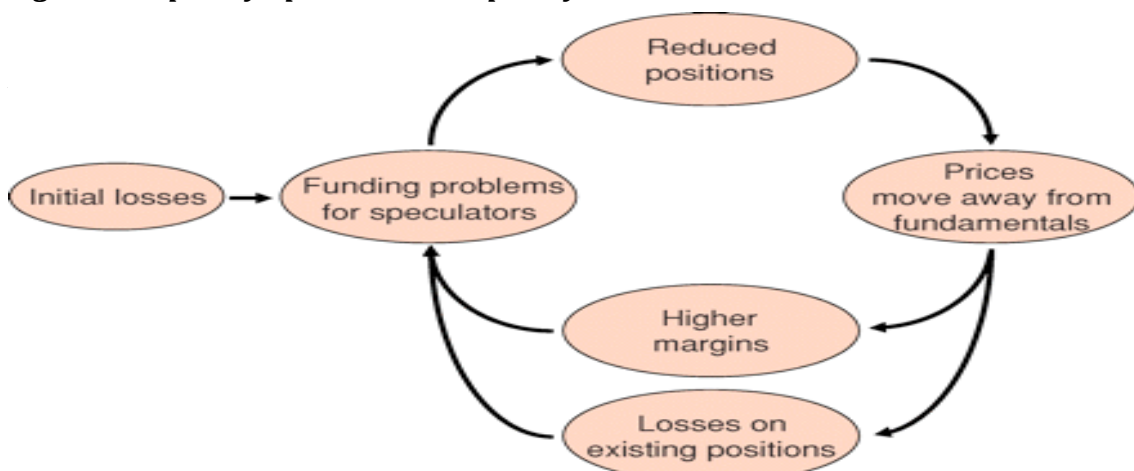 Reduced
positions
Initial losses
Funding problems
for speculators
Prices
move away from
fundamentals
Higher
margins
Losses on
existing positions